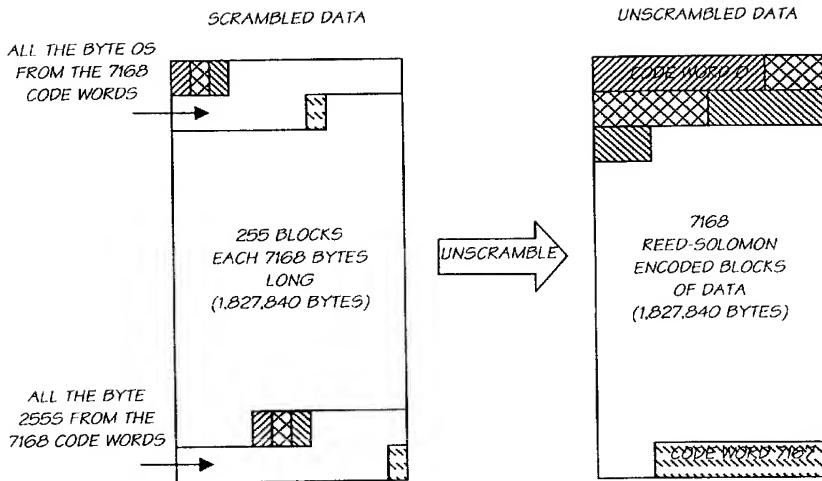 SCRAMBLED DATA
UNSCRAMBLED DATA
ALL THE BYTE 0S
FROM THE 7168
CODE WORDS
CODE WORD 0
255 BLOCKS
EACH 7168 BYTES
LONG
(1,827,840 BYTES)
UNSCRAMBLE
7168
REED-SOLOMON
ENCODED BLOCKS
OF DATA
(1,827,840 BYTES)
ALL THE BYTE
255S FROM THE
7168 CODE WORDS
CODE WORD 7167